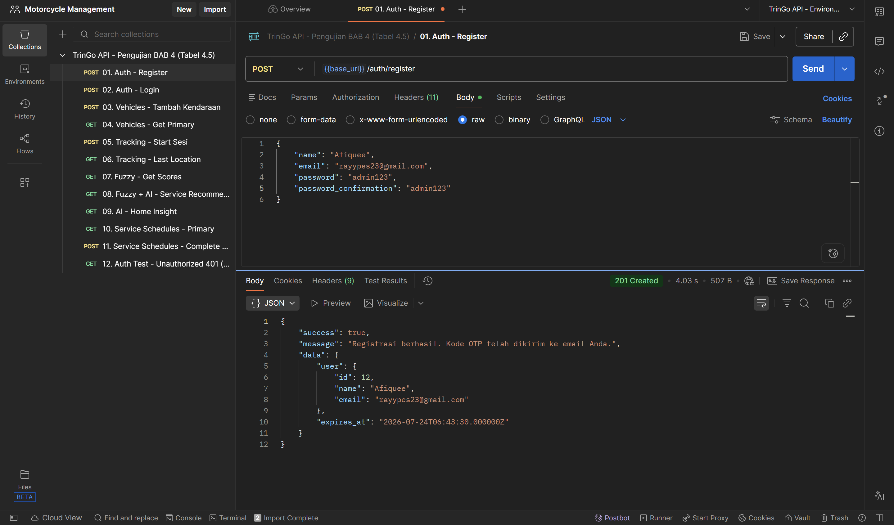 Motorcycle Management
New
Import
Overview
POST 01. Auth - Register
TrinGo API - Environ...
Collections
Search collections
TrinGo API - Pengujian BAB 4 (Tabel 4.5) / 01. Auth - Register
Save
Share
TrinGo API - Pengujian BAB 4 (Tabel 4.5)
POST 01. Auth - Register
POST 02. Auth - Login
POST 03. Vehicles - Tambah Kendaraan
GET 04. Vehicles - Get Primary
POST 05. Tracking - Start Sesi
GET 06. Tracking - Last Location
GET 07. Fuzzy - Get Scores
GET 08. Fuzzy + AI - Service Recomme...
GET 09. AI - Home Insight
GET 10. Service Schedules - Primary
POST 11. Service Schedules - Complete ...
GET 12. Auth Test - Unauthorized 401 (...
Environments
History
Flows
Files
BETA
POST
{{base_url}} /auth/register
Send
Docs
Params
Authorization
Headers (11)
Body
Scripts
Settings
Cookies
none
form-data
x-www-form-urlencoded
raw
binary
GraphQL
JSON
Schema
Beautify
1 {
2 "name": "Afiquee",
3 "email": "rayypes23@gmail.com",
4 "password": "admin123",
5 "password_confirmation": "admin123"
6 }
Body
Cookies
Headers (9)
Test Results
201 Created
4.03 s
507 B
Save Response
{} JSON
Preview
Visualize
1 {
2 "success": true,
3 "message": "Registrasi berhasil. Kode OTP telah dikirim ke email Anda.",
4 "data": {
5 "user": {
6 "id": 12,
7 "name": "Afiquee",
8 "email": "rayypes23@gmail.com"
9 },
10 "expires_at": "2026-07-24T06:43:30.000000Z"
11 }
12 }
Cloud View
Find and replace
Console
Terminal
2 Import Complete
Postbot
Runner
Start Proxy
Cookies
Vault
Trash